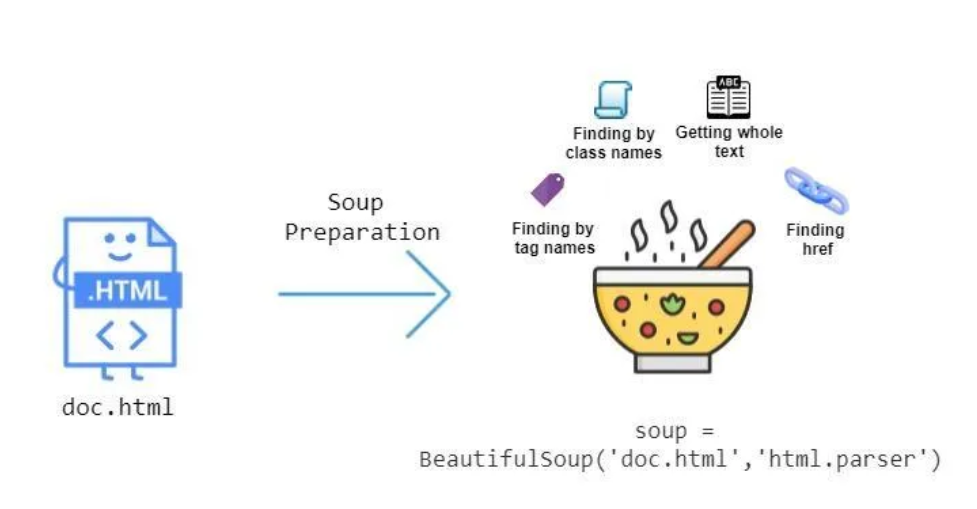 Finding by
class names
ABC
Getting whole
text
Finding by
tag names
Finding
href
Soup
Preparation
.HTML
< >
doc.html
soup =
BeautifulSoup('doc.html','html.parser')